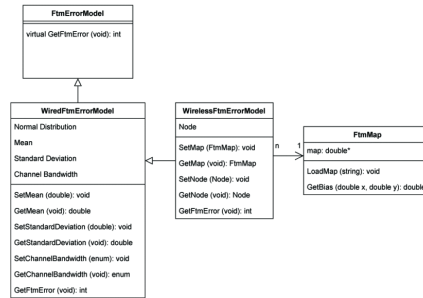 FtmErrorModel
virtual GetFtmError (void): int
WiredFtmErrorModel
Normal Distribution
Mean
Standard Deviation
Channel Bandwidth
SetMean (double): void
GetMean (void): double
SetStandardDeviation (double): void
GetStandardDeviation (void): double
SetChannelBandwidth (enum): void
GetChannelBandwidth (void): enum
GetFtmError (void): int
WirelessFtmErrorModel
Node
SetMap (FtmMap): void
GetMap (void): FtmMap
SetNode (Node): void
GetNode (void): Node
GetFtmError (void): int
n
1
FtmMap
map: double*
LoadMap (string): void
GetBias (double x, double y): double